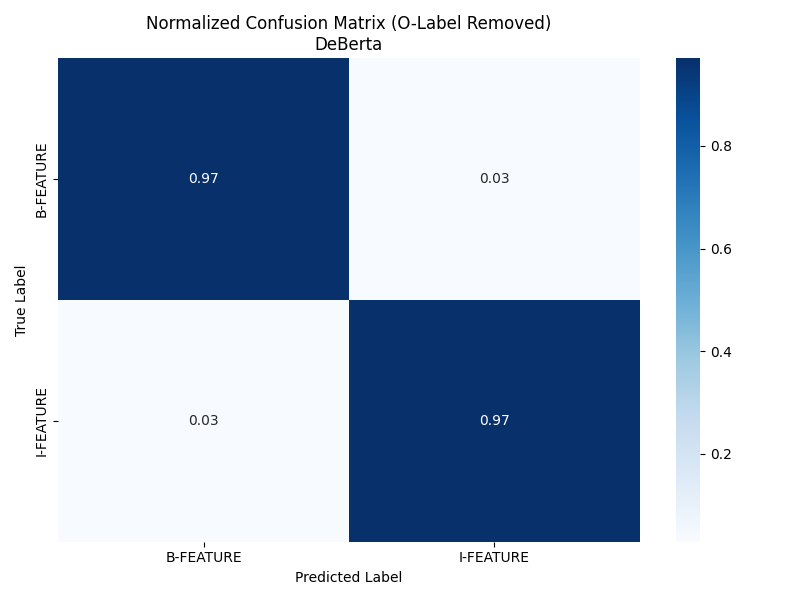 Normalized Confusion Matrix (O-Label Removed)
DeBerta
True Label
B-FEATURE
0.97
0.03
I-FEATURE
0.03
0.97
B-FEATURE
I-FEATURE
Predicted Label
0.8
0.6
0.4
0.2